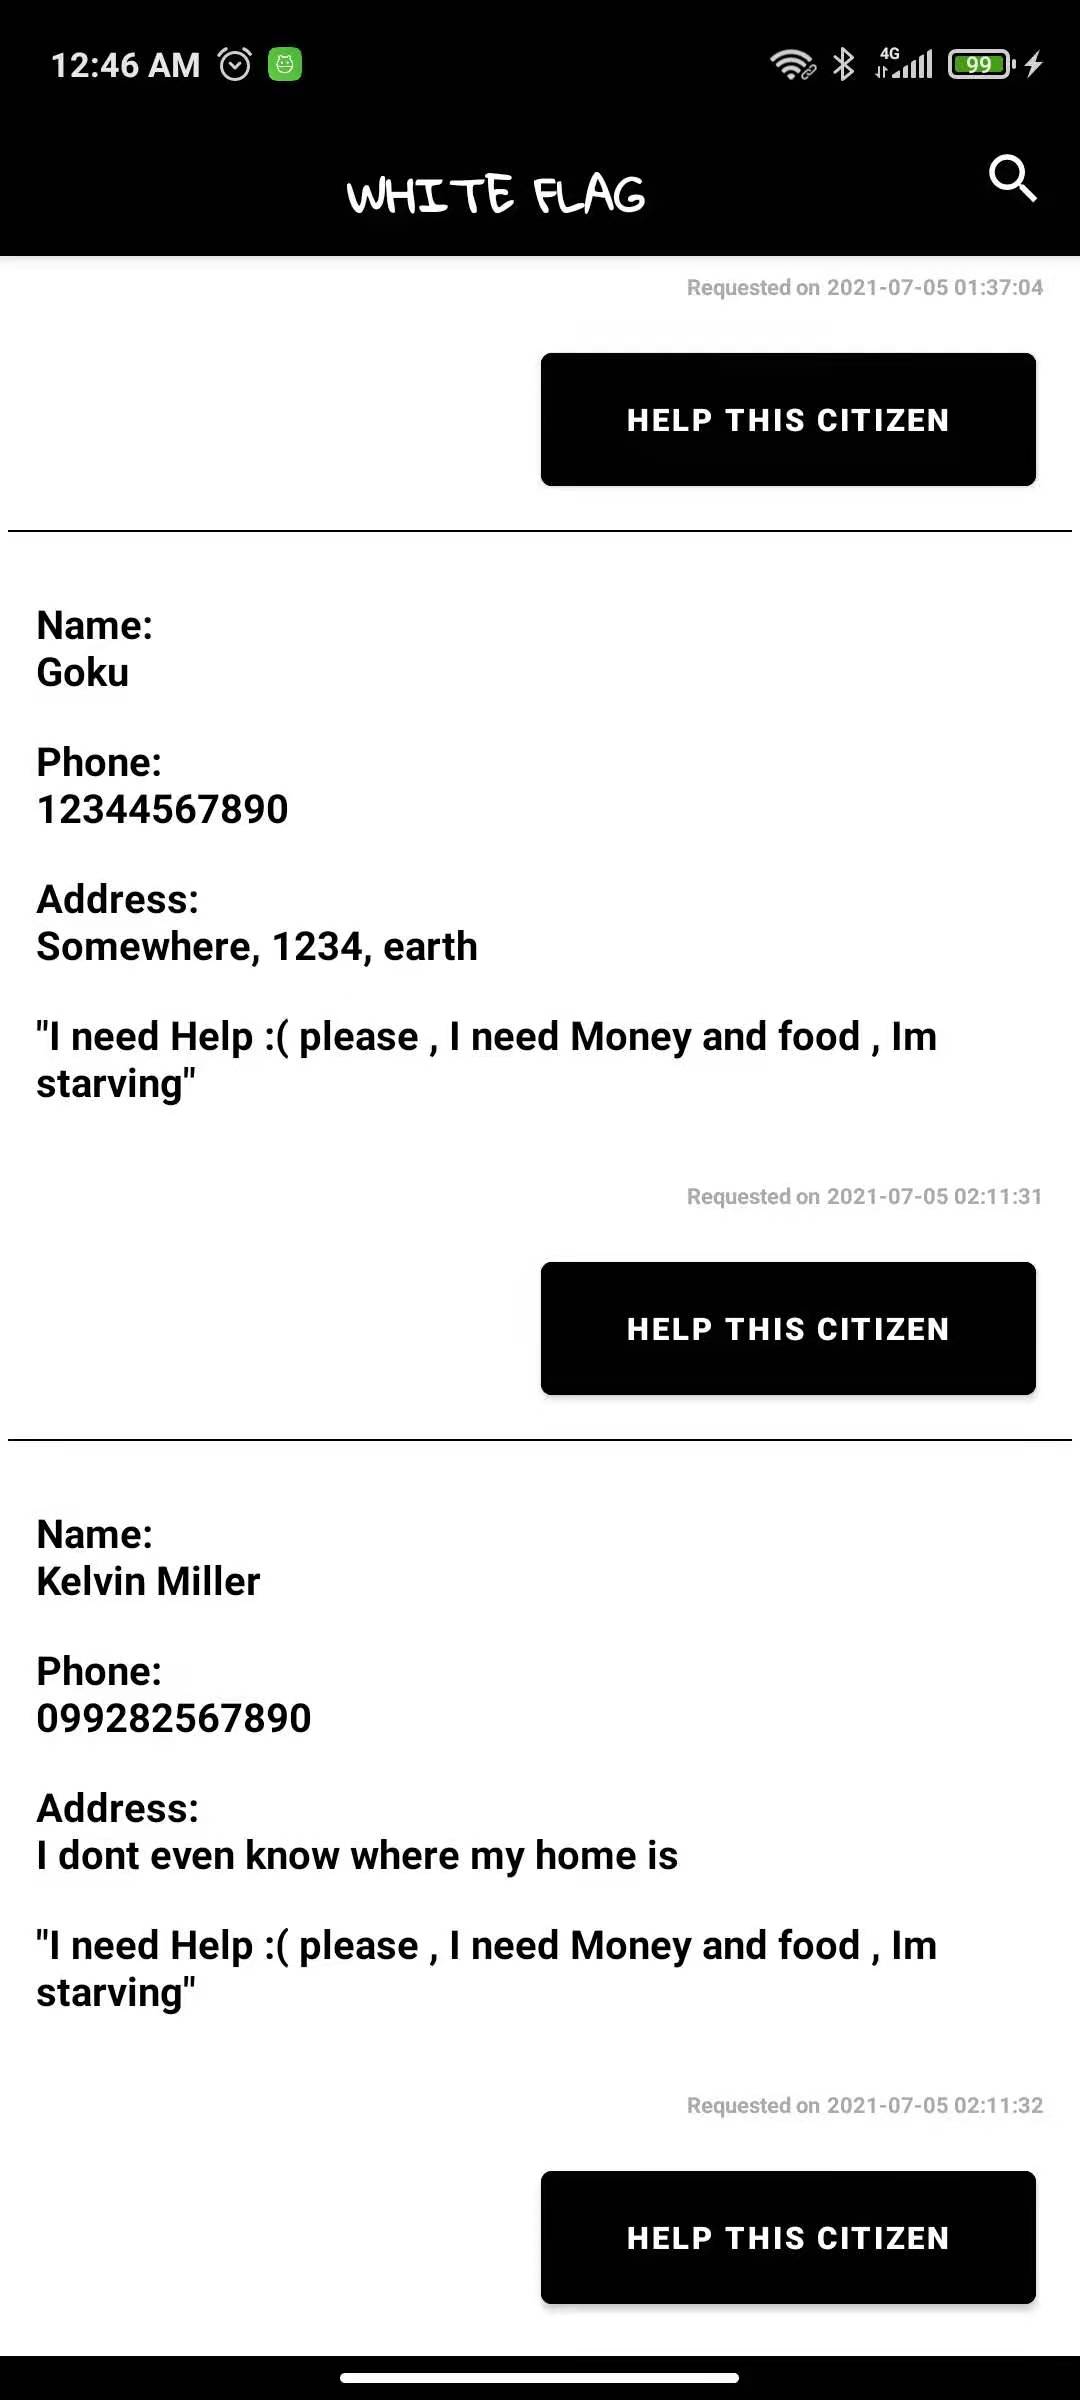 12:46 AM
4G
99
WHITE FLAG
Requested on 2021-07-05 01:37:04
HELP THIS CITIZEN
Name:
Goku
Phone:
12344567890
Address:
Somewhere, 1234, earth
"I need Help :( please , I need Money and food , Im
starving"
Requested on 2021-07-05 02:11:31
HELP THIS CITIZEN
Name:
Kelvin Miller
Phone:
099282567890
Address:
I dont even know where my home is
"I need Help :( please , I need Money and food , Im
starving"
Requested on 2021-07-05 02:11:32
HELP THIS CITIZEN